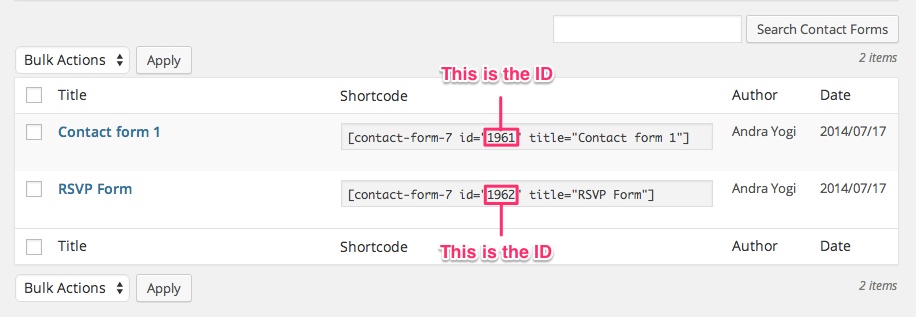 Search Contact Forms
Bulk Actions Apply 2 items
This is the ID
Title Shortcode Author Date
Contact form 1 [contact-form-7 id="1961" title="Contact form 1"] Andra Yogi 2014/07/17
RSVP Form [contact-form-7 id="1962" title="RSVP Form"] Andra Yogi 2014/07/17
Title Shortcode Author Date
This is the ID
Bulk Actions Apply 2 items